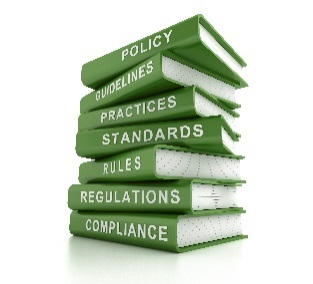 POLICY
GUIDELINES
PRACTICES
STANDARDS
RULES
REGULATIONS
COMPLIANCE